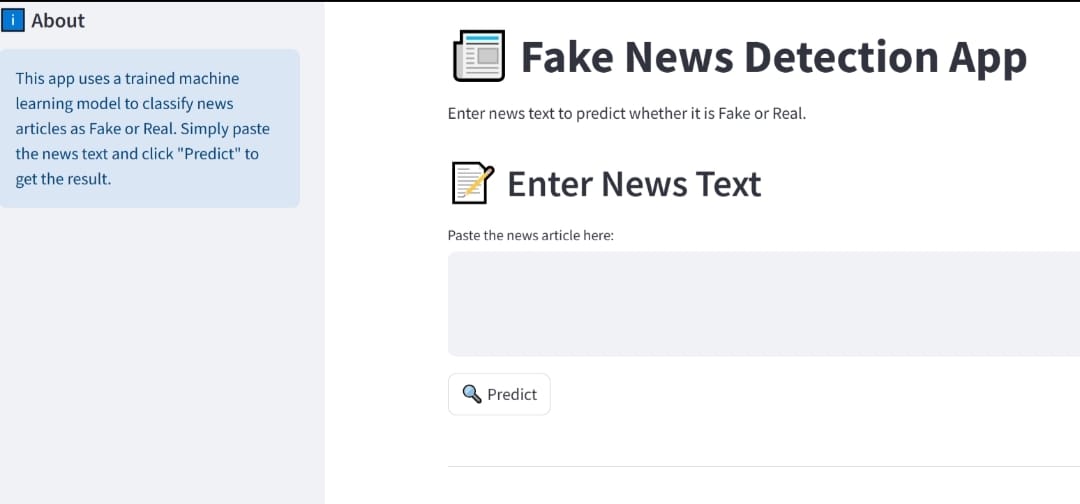 About
This app uses a trained machine
learning model to classify news
articles as Fake or Real. Simply paste
the news text and click "Predict" to
get the result.
Fake News Detection App
Enter news text to predict whether it is Fake or Real.
Enter News Text
Paste the news article here:
Predict